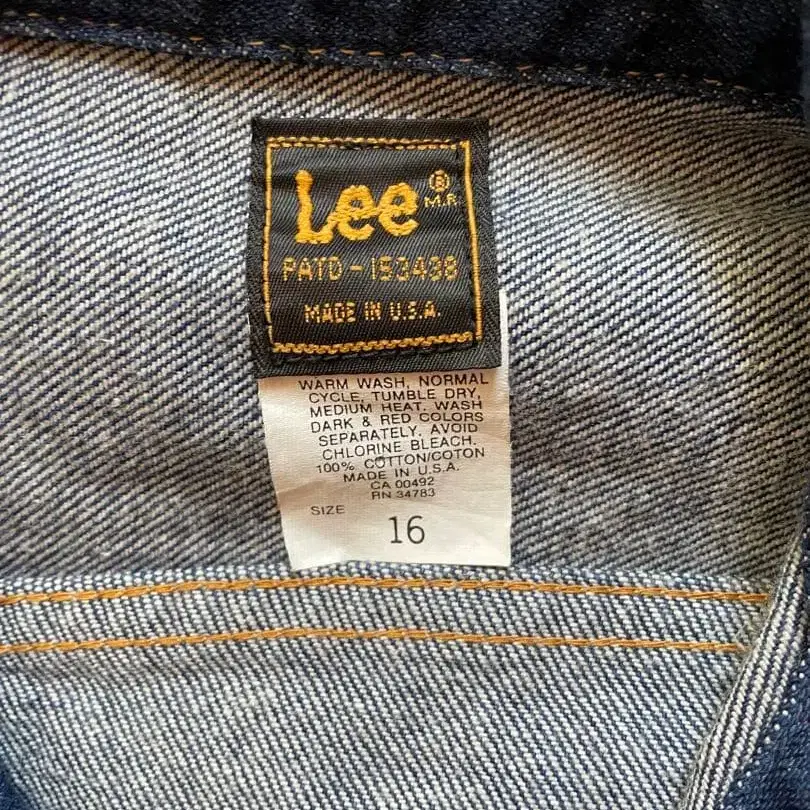 Lee ®
M.R.
PATD-153438
MADE IN U.S.A.
WARM WASH, NORMAL
CYCLE, TUMBLE DRY,
MEDIUM HEAT. WASH
DARK & RED COLORS
SEPARATELY. AVOID
CHLORINE BLEACH.
100% COTTON/COTON
MADE IN U.S.A.
CA 00492
RN 34783
SIZE
16